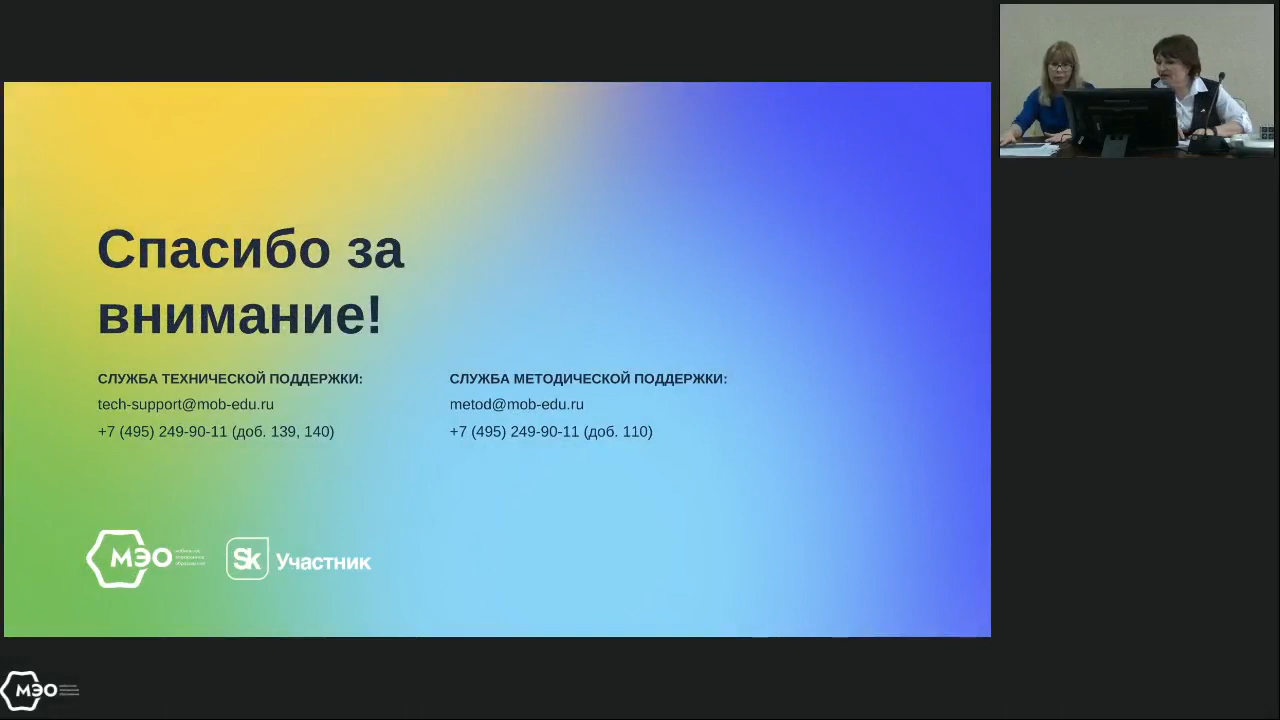 Спасибо за
внимание!
СЛУЖБА ТЕХНИЧЕСКОЙ ПОДДЕРЖКИ:
tech-support@mob-edu.ru
+7 (495) 249-90-11 (доб. 139, 140)
СЛУЖБА МЕТОДИЧЕСКОЙ ПОДДЕРЖКИ:
metod@mob-edu.ru
+7 (495) 249-90-11 (доб. 110)
МЭО
Sk Участник
МЭО